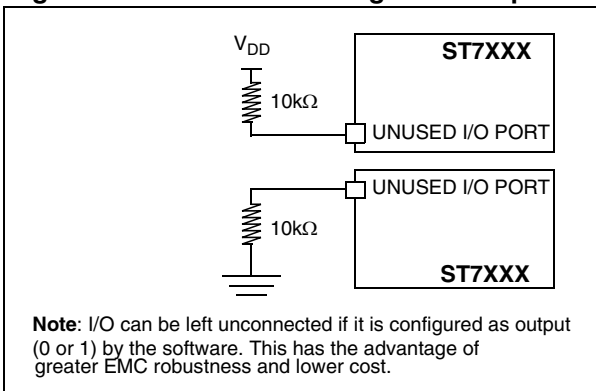 V_DD
ST7XXX
10kΩ
UNUSED I/O PORT
UNUSED I/O PORT
10kΩ
ST7XXX
Note: I/O can be left unconnected if it is configured as output
(0 or 1) by the software. This has the advantage of
greater EMC robustness and lower cost.